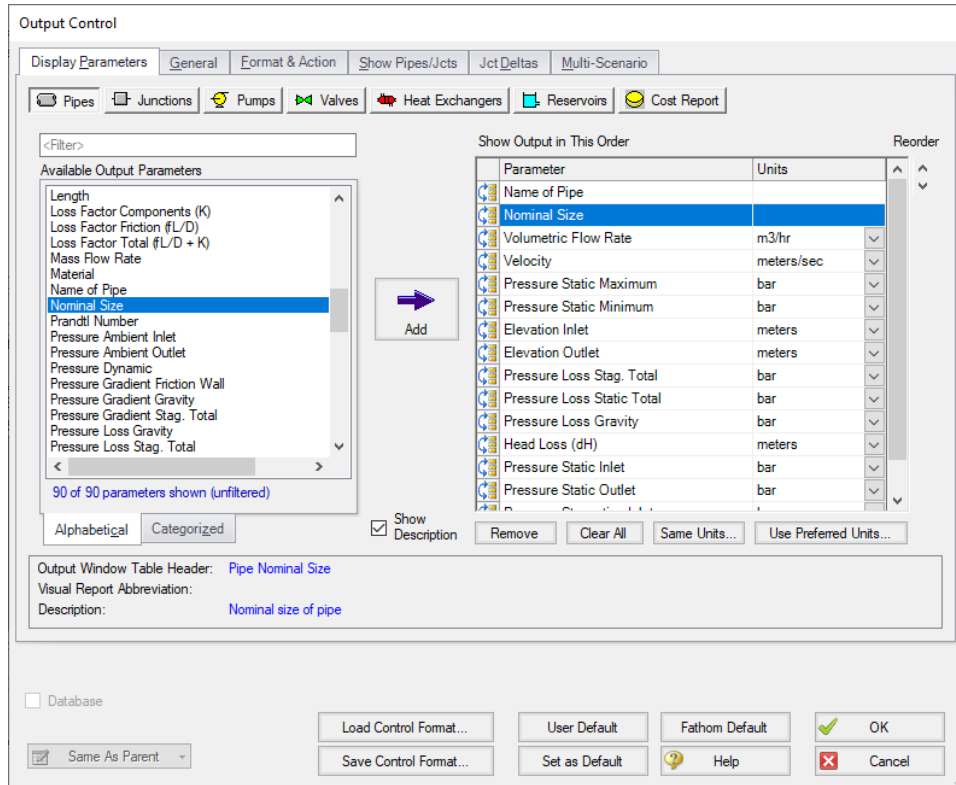 Output Control
Display Parameters General Format & Action Show Pipes/Jcts Jct Deltas Multi-Scenario
Pipes Junctions Pumps Valves Heat Exchangers Reservoirs Cost Report
<Filter>
Available Output Parameters
Length
Loss Factor Components (K)
Loss Factor Friction (fL/D)
Loss Factor Total (fL/D + K)
Mass Flow Rate
Material
Name of Pipe
Nominal Size
Prandtl Number
Pressure Ambient Inlet
Pressure Ambient Outlet
Pressure Dynamic
Pressure Gradient Friction Wall
Pressure Gradient Gravity
Pressure Gradient Stag. Total
Pressure Loss Gravity
Pressure Loss Stag. Total
90 of 90 parameters shown (unfiltered)
Alphabetical Categorized
Add
Show
Description
Show Output in This Order Reorder
Parameter Units
Name of Pipe
Nominal Size
Volumetric Flow Rate m3/hr
Velocity meters/sec
Pressure Static Maximum bar
Pressure Static Minimum bar
Elevation Inlet meters
Elevation Outlet meters
Pressure Loss Stag. Total bar
Pressure Loss Static Total bar
Pressure Loss Gravity bar
Head Loss (dH) meters
Pressure Static Inlet bar
Pressure Static Outlet bar
Remove Clear All Same Units... Use Preferred Units...
Output Window Table Header: Pipe Nominal Size
Visual Report Abbreviation:
Description: Nominal size of pipe
Database
Same As Parent
Load Control Format... User Default Fathom Default OK
Save Control Format... Set as Default Help Cancel